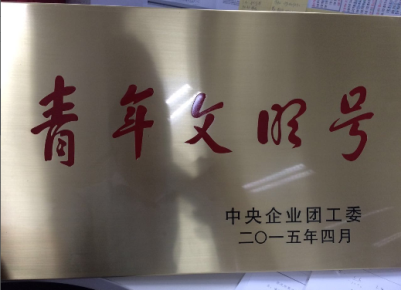 青年文明号
中央企业团工委
二〇一五年四月